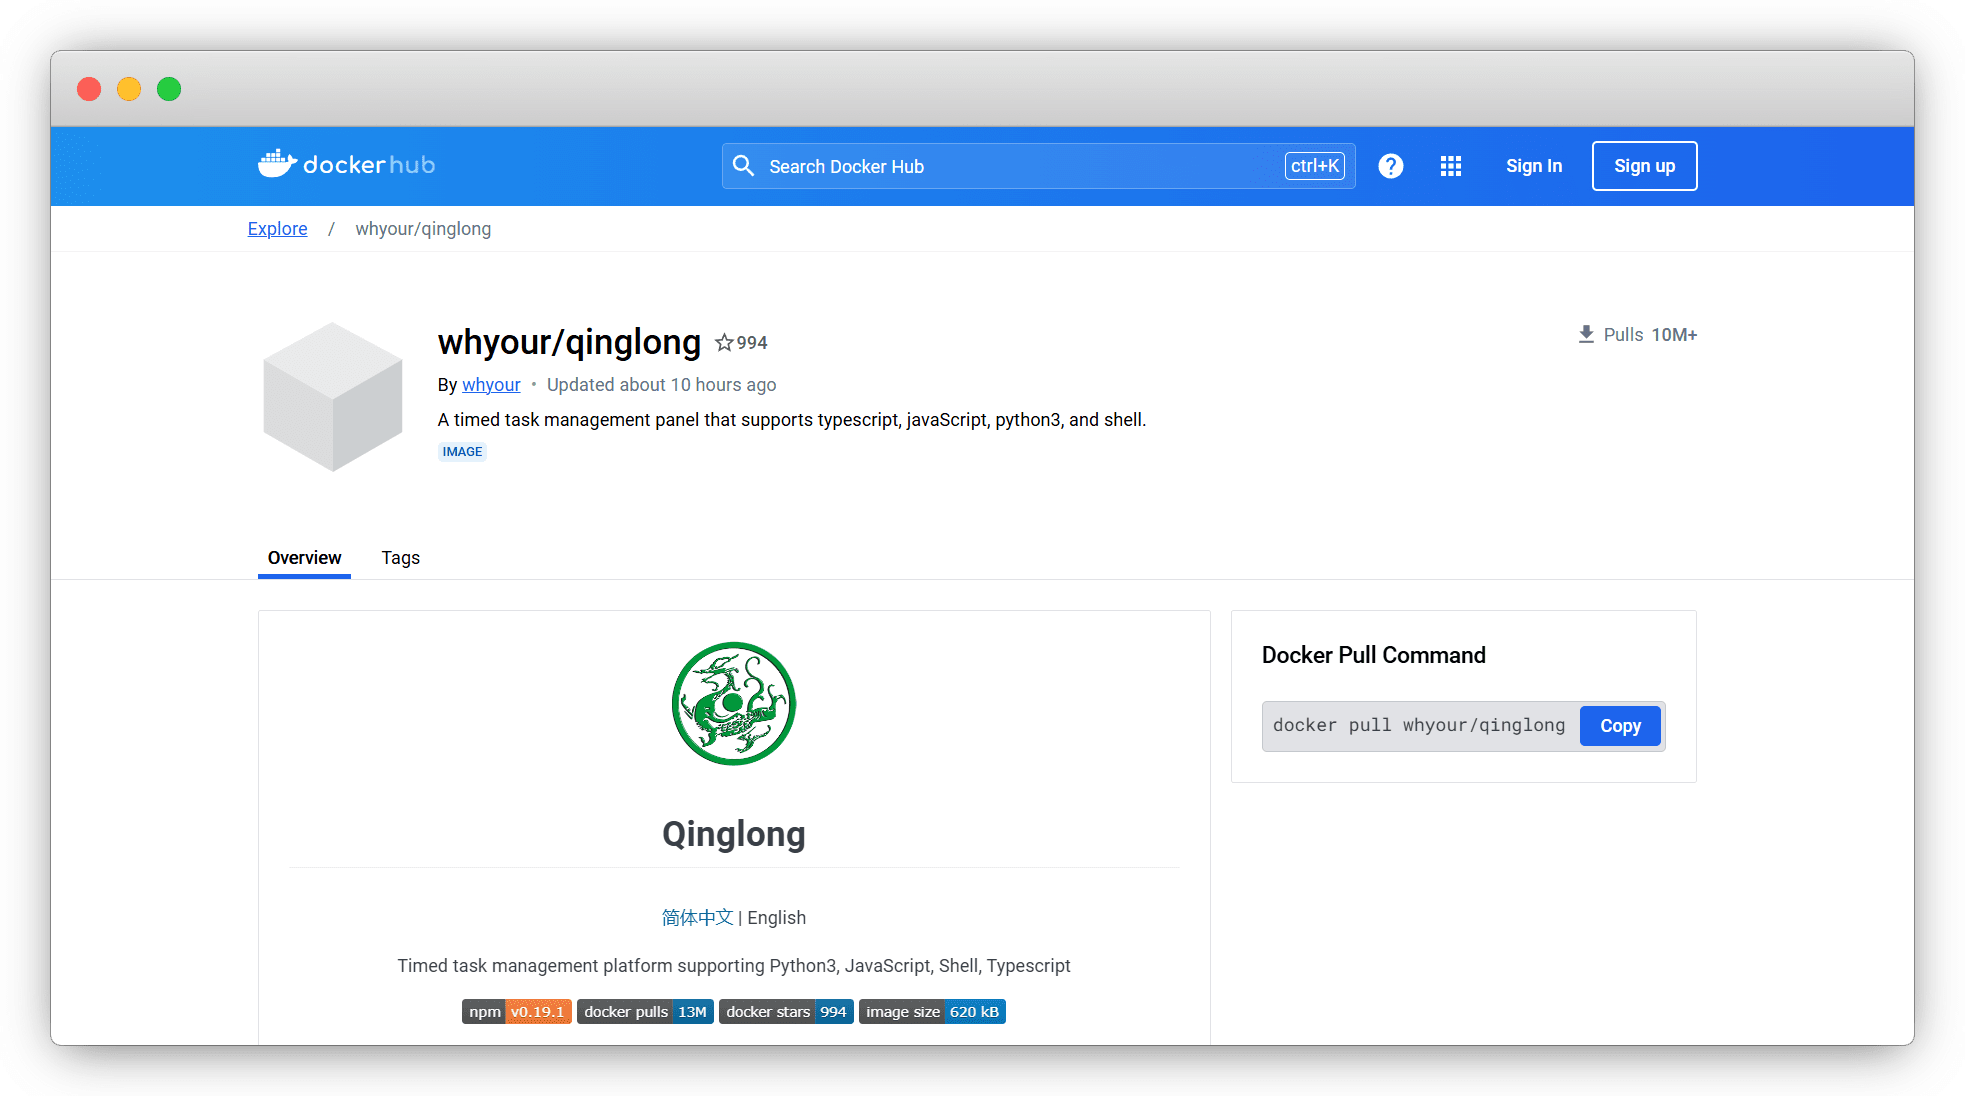 dockerhub
Search Docker Hub
ctrl+K
?
Sign In
Sign up
Explore / whyour/qinglong
whyour/qinglong ☆994
Pulls 10M+
By whyour • Updated about 10 hours ago
A timed task management panel that supports typescript, javaScript, python3, and shell.
IMAGE
Overview
Tags
Qinglong
简体中文 | English
Timed task management platform supporting Python3, JavaScript, Shell, Typescript
npm v0.19.1 docker pulls 13M docker stars 994 image size 620 kB
Docker Pull Command
docker pull whyour/qinglong
Copy